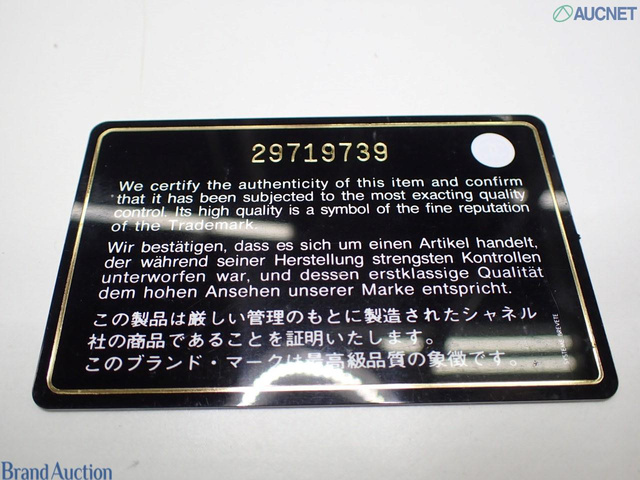 AUCNET
29719739
We certify the authenticity of this item and confirm
that it has been subjected to the most exacting quality
control. Its high quality is a symbol of the fine reputation
of the Trademark.
Wir bestätigen, dass es sich um einen Artikel handelt,
der während seiner Herstellung strengsten Kontrollen
unterworfen war, und dessen erstklassige Qualität
dem hohen Ansehen unserer Marke entspricht.
この製品は厳しい管理のもとに製造されたシャネル
社の商品であることを証明いたします。
このブランド・マークは最高級品質の象徴です。
Brand Auction